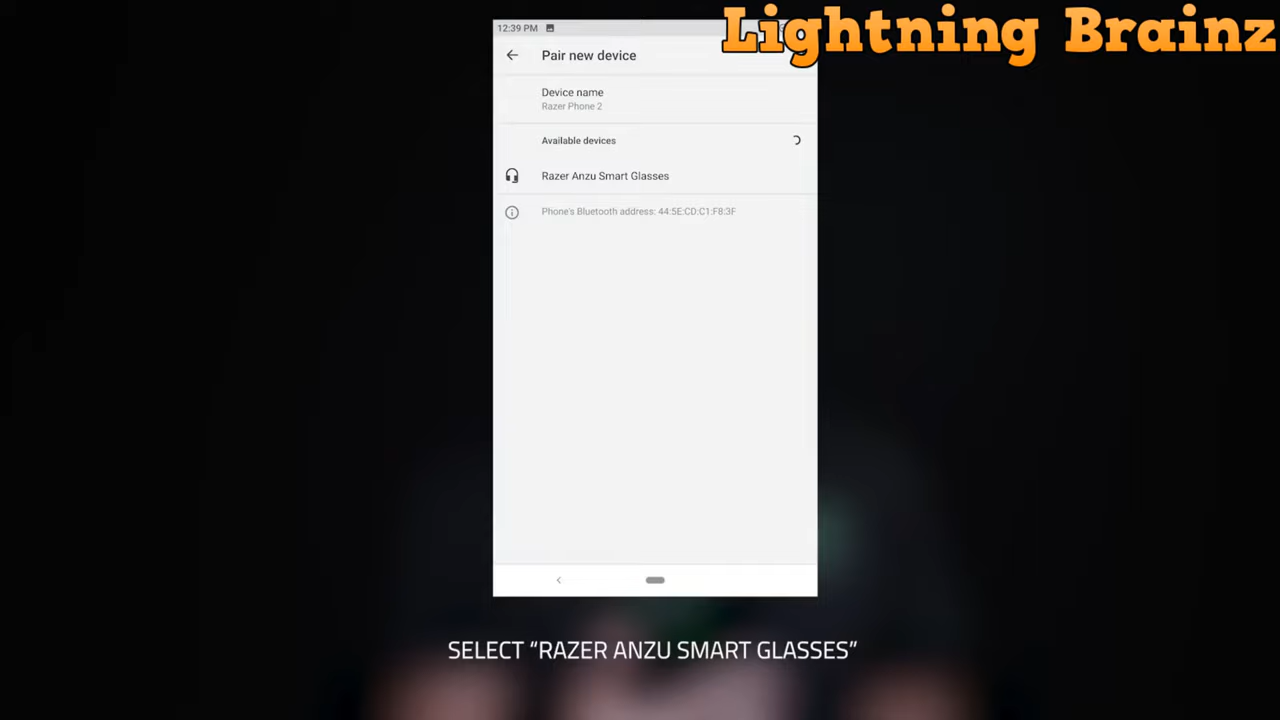 Lightning Brainz
12:39 PM
Pair new device
Device name
Razer Phone 2
Available devices
Razer Anzu Smart Glasses
Phone's Bluetooth address: 44:5E:CD:C1:F8:3F
SELECT “RAZER ANZU SMART GLASSES”